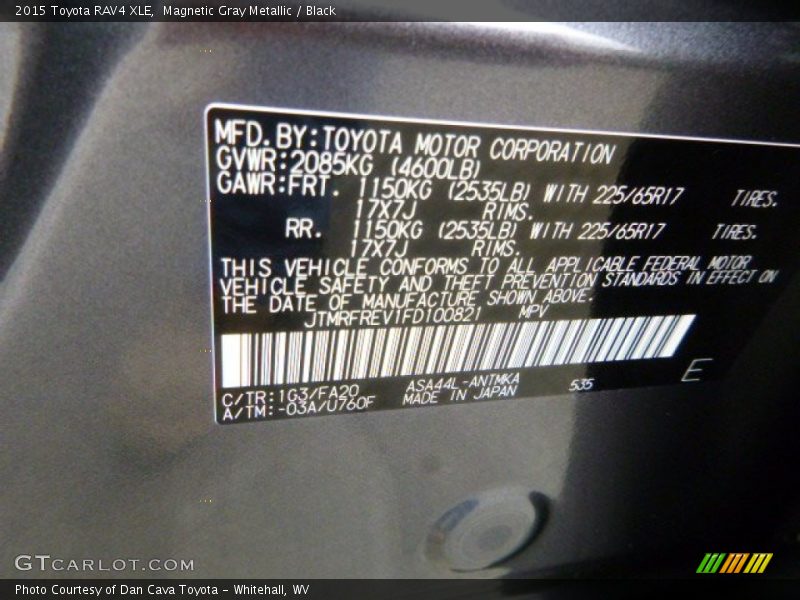 2015 Toyota RAV4 XLE,  Magnetic Gray Metallic / Black
MFD.BY:TOYOTA MOTOR CORPORATION
GVWR:2085KG (4600LB)
GAWR:FRT. 1150KG (2535LB) WITH 225/65R17 TIRES.
17X7J RIMS.
RR. 1150KG (2535LB) WITH 225/65R17 TIRES.
17X7J RIMS.
THIS VEHICLE CONFORMS TO ALL APPLICABLE FEDERAL MOTOR
VEHICLE SAFETY AND THEFT PREVENTION STANDARDS IN EFFECT ON
THE DATE OF MANUFACTURE SHOWN ABOVE.
JTMRFREV1FD100821 MPV
C/TR:1G3/FA20 ASA44L-ANTMKA 535 E
A/TM:-03A/U760F MADE IN JAPAN
GTCARLOT.COM
Photo Courtesy of Dan Cava Toyota - Whitehall, WV